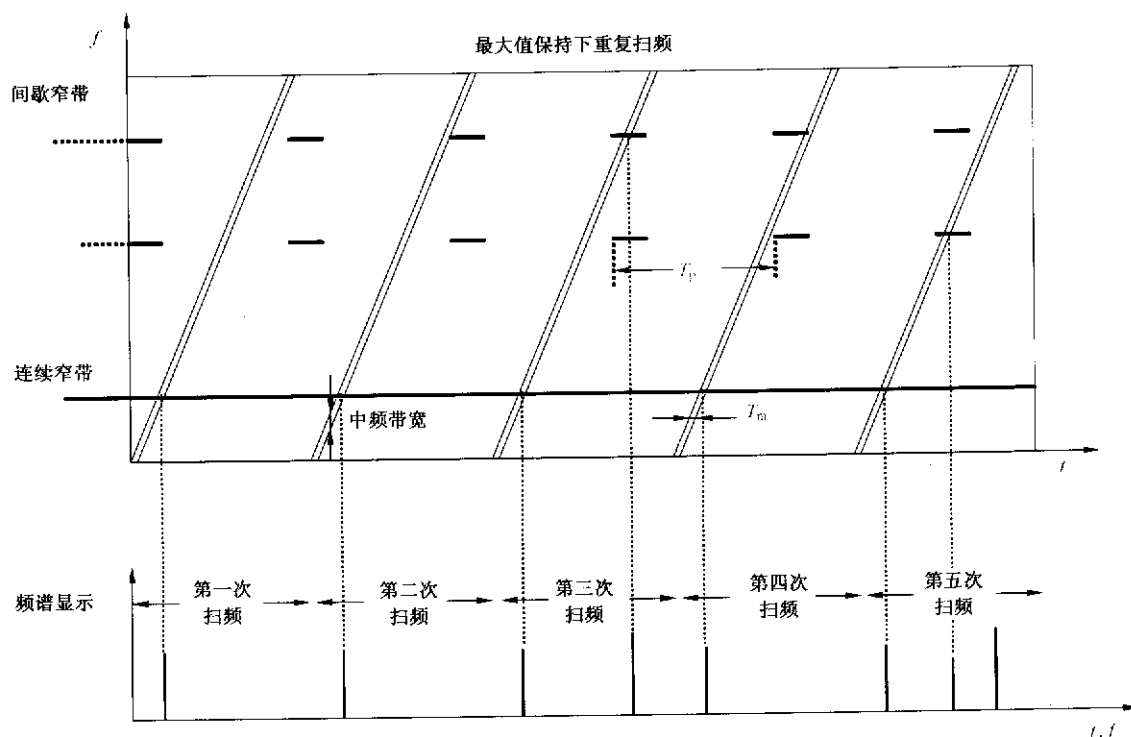 f
最大值保持下重复扫频
间歇窄带
Tp
连续窄带
中频带宽
Tm
t
频谱显示
第一次
扫频
第二次
扫频
第三次
扫频
第四次
扫频
第五次
扫频
t,f